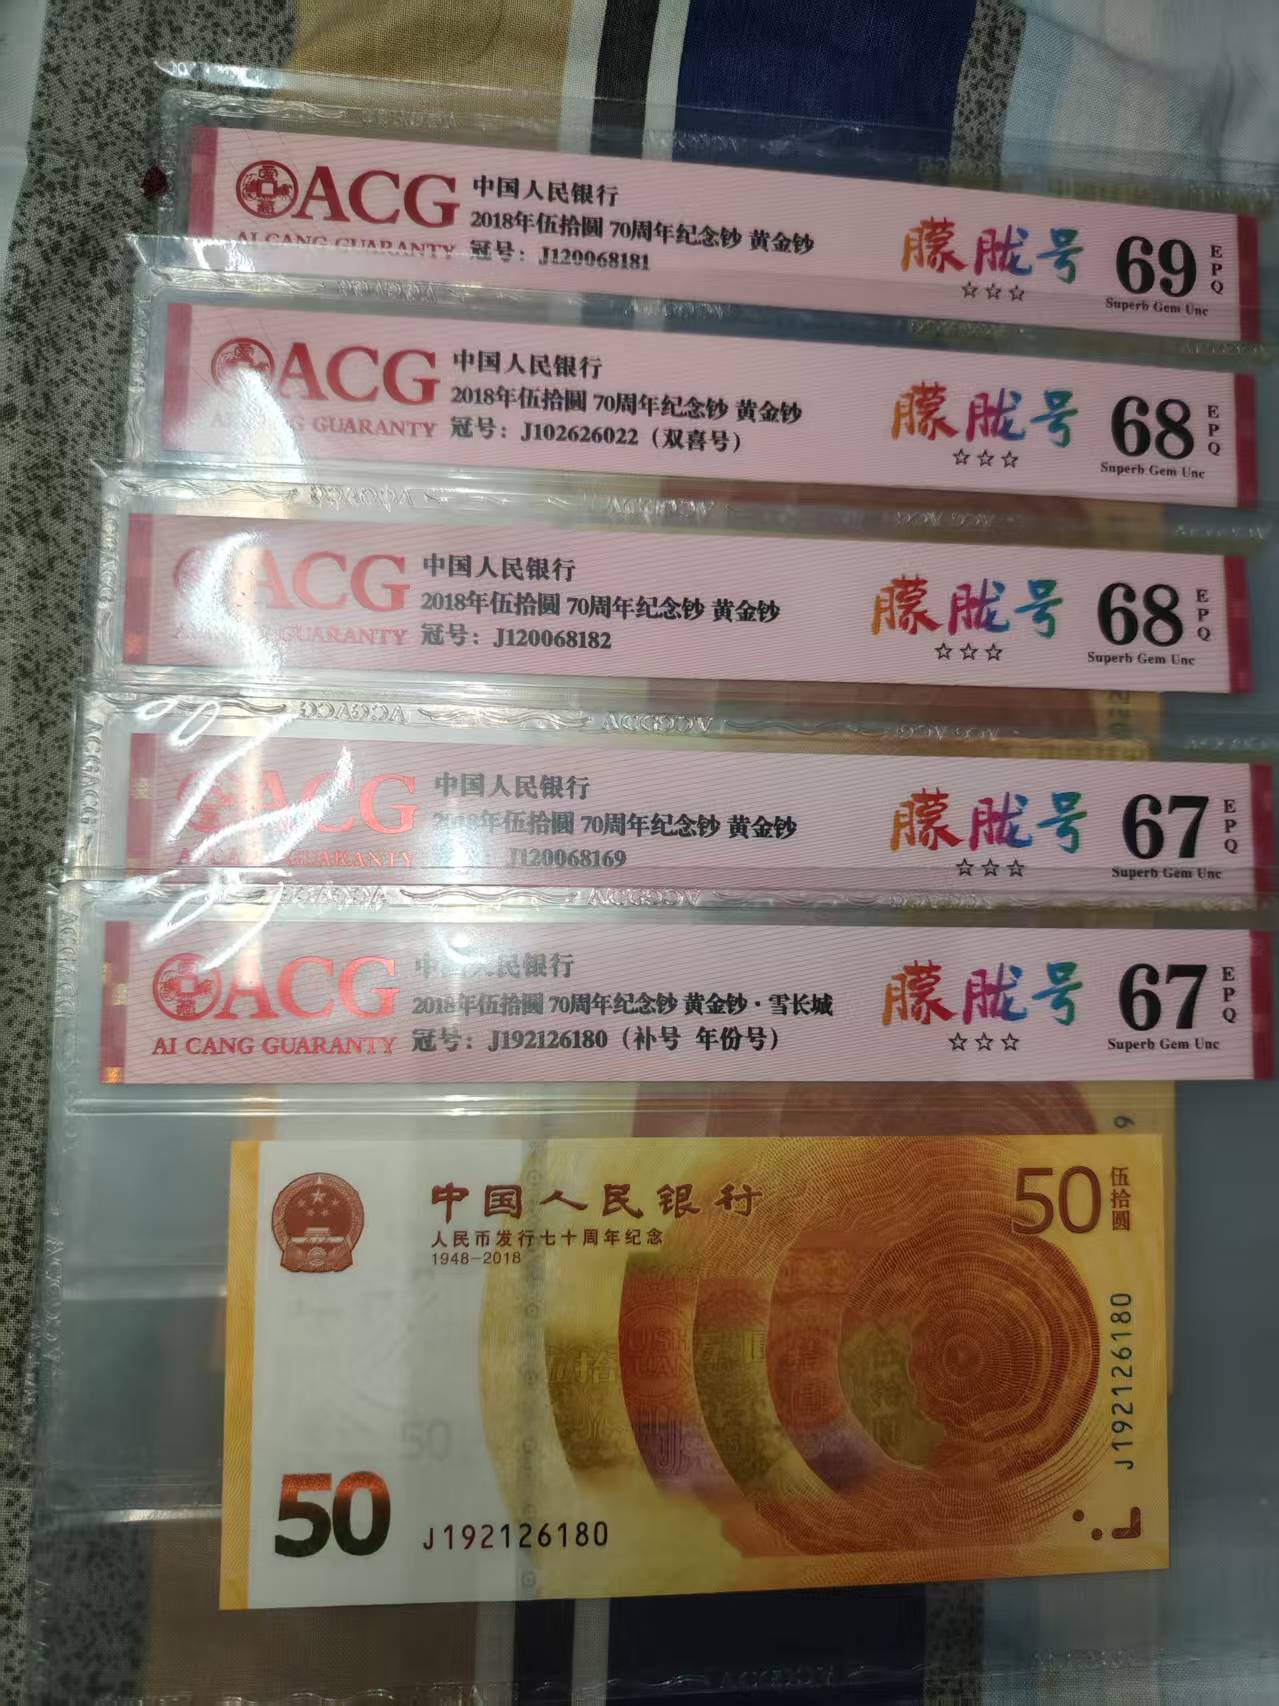 ACG
AI CANG GUARANTY
中国人民银行
2018年伍拾圆 70周年纪念钞 黄金钞
冠号：J120068181
朦胧号
☆☆☆
69
EPQ
Superb Gem Unc
ACG
GUARANTY
中国人民银行
2018年伍拾圆 70周年纪念钞 黄金钞
冠号：J102626022（双喜号）
朦胧号
☆☆☆
68
EPQ
Superb Gem Unc
ACG
GUARANTY
中国人民银行
2018年伍拾圆 70周年纪念钞 黄金钞
冠号：J120068182
朦胧号
☆☆☆
68
EPQ
Superb Gem Unc
ACG
GUARANTY
中国人民银行
2018年伍拾圆 70周年纪念钞 黄金钞
J120068169
朦胧号
☆☆☆
67
EPQ
Superb Gem Unc
ACG
AI CANG GUARANTY
中国人民银行
2018年伍拾圆 70周年纪念钞 黄金钞·雪长城
冠号：J192126180（补号 年份号）
朦胧号
☆☆☆
67
EPQ
Superb Gem Unc
中国人民银行
人民币发行七十周年纪念
1948-2018
50
伍拾圆
J192126180
50
J192126180